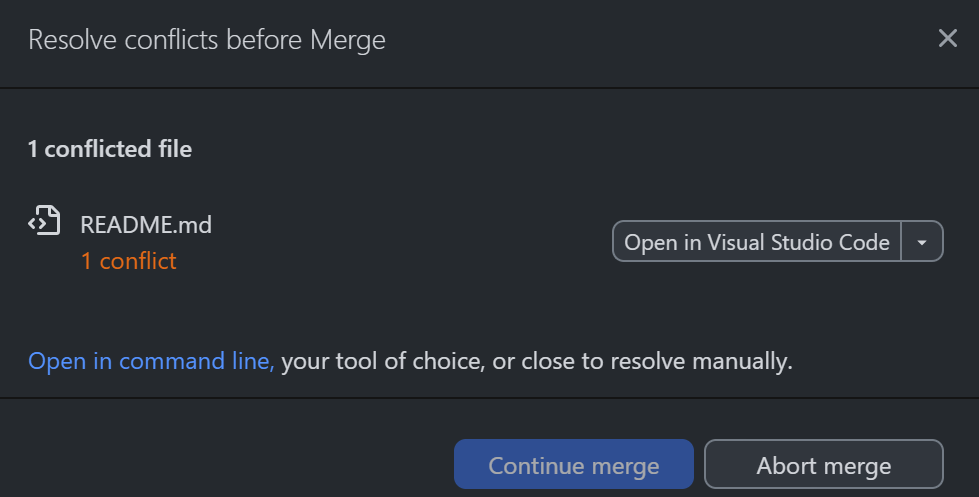 Resolve conflicts before Merge
1 conflicted file
README.md
1 conflict
Open in Visual Studio Code
Open in command line, your tool of choice, or close to resolve manually.
Continue merge
Abort merge